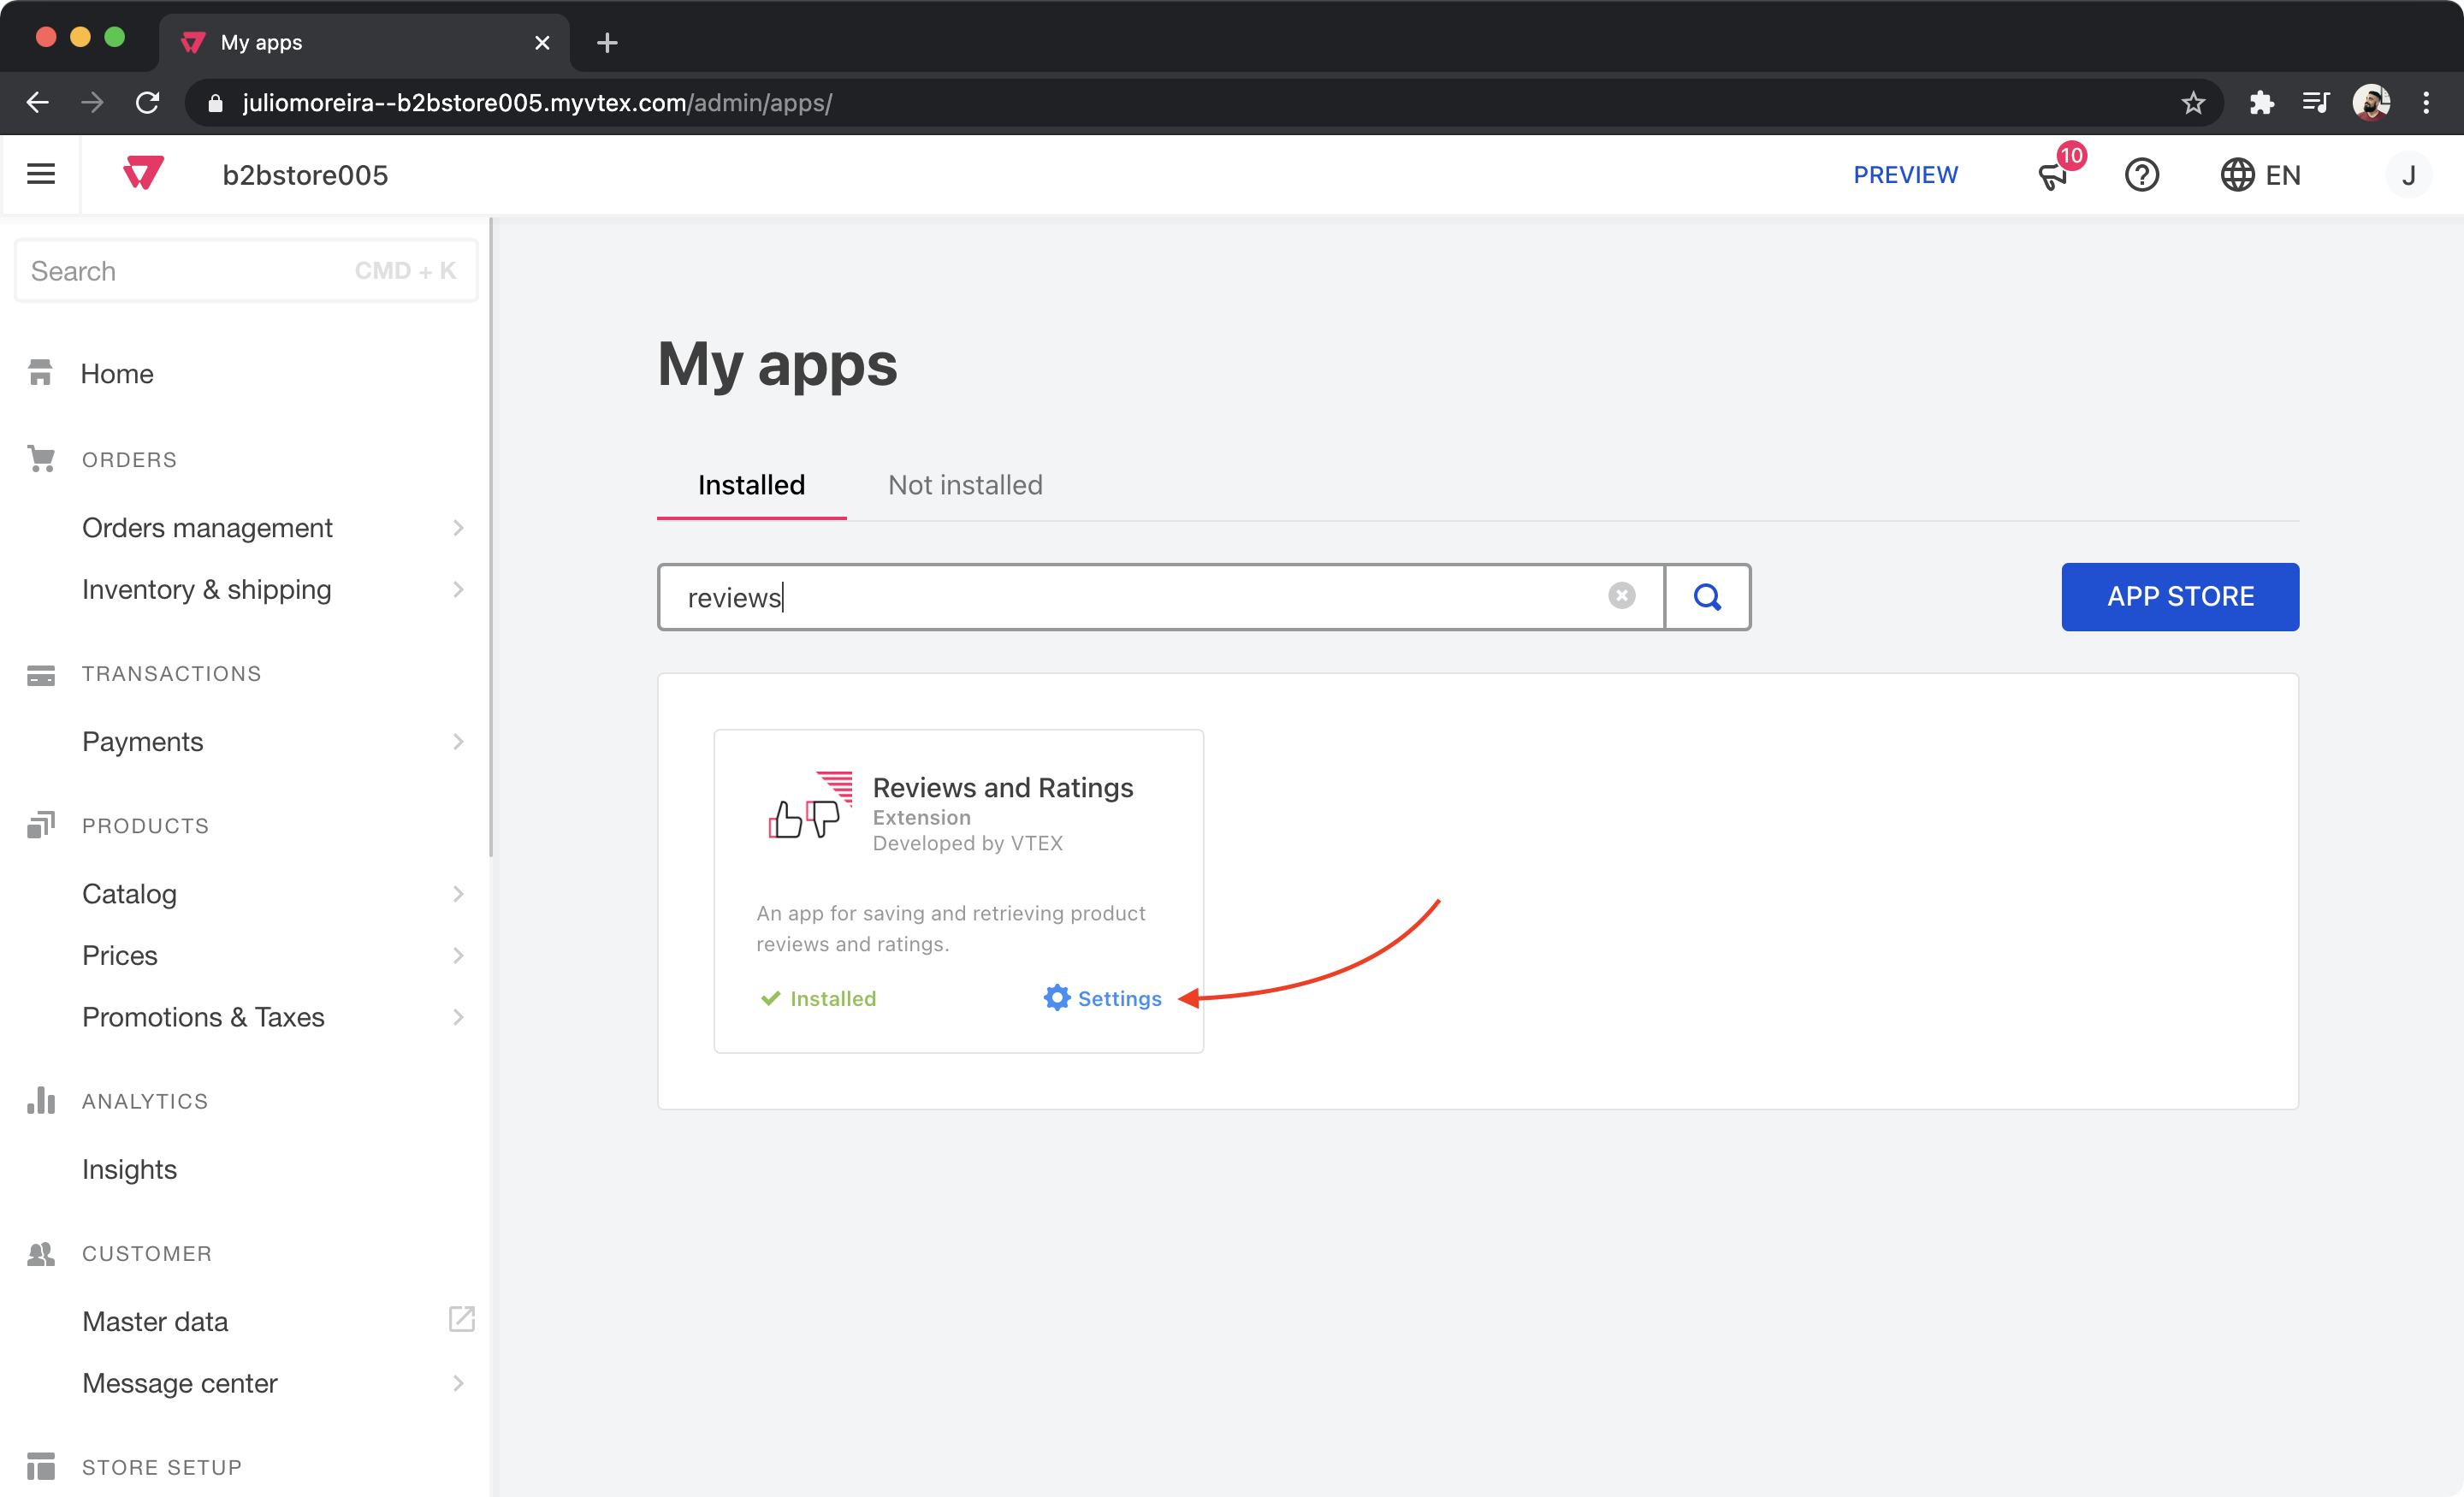 My apps
juliomoreira--b2bstore005.myvtex.com/admin/apps/
b2bstore005
PREVIEW
10
EN
J
Search
CMD + K
Home
ORDERS
Orders management
Inventory & shipping
TRANSACTIONS
Payments
PRODUCTS
Catalog
Prices
Promotions & Taxes
ANALYTICS
Insights
CUSTOMER
Master data
Message center
STORE SETUP
My apps
Installed
Not installed
reviews
APP STORE
Reviews and Ratings
Extension
Developed by VTEX
An app for saving and retrieving product
reviews and ratings.
Installed
Settings